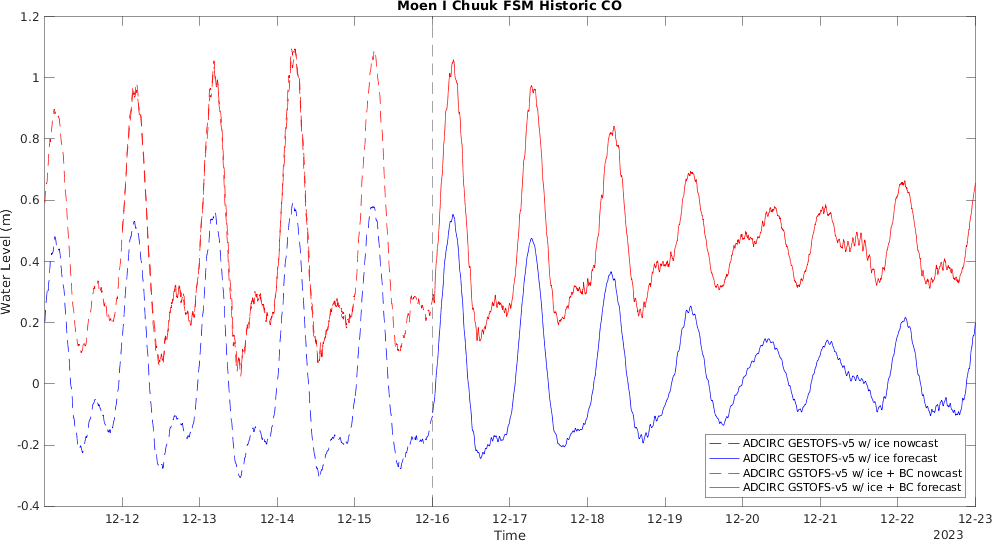 Moen I Chuuk FSM Historic CO
1.2
1
0.8
0.6
0.4
0.2
0
-0.2
-0.4
Water Level (m)
ADCIRC GESTOFS-v5 w/ ice nowcast
ADCIRC GESTOFS-v5 w/ ice forecast
ADCIRC GSTOFS-v5 w/ ice + BC nowcast
ADCIRC GSTOFS-v5 w/ ice + BC forecast
12-12 12-13 12-14 12-15 12-16 12-17 12-18 12-19 12-20 12-21 12-22 12-23
Time
2023